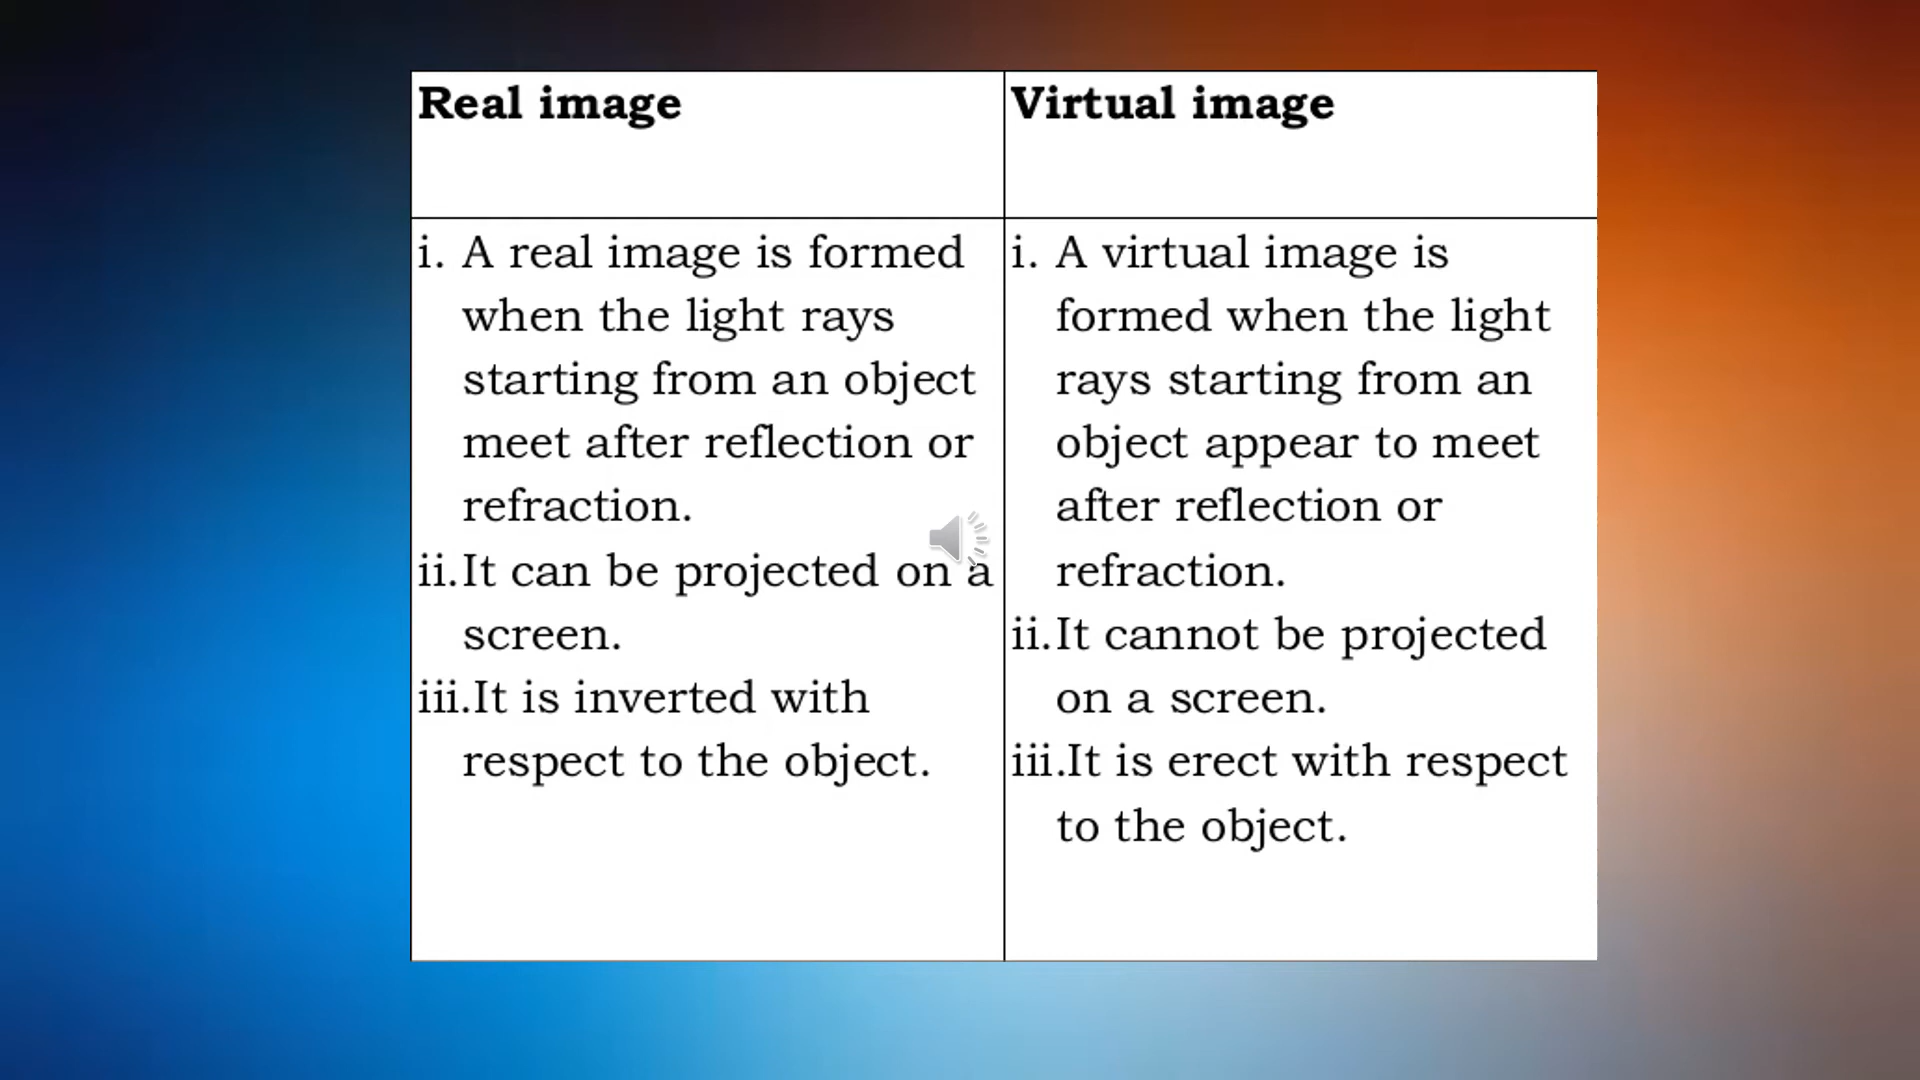 Real image
i. A real image is formed
when the light rays
starting from an object
meet after reflection or
refraction.
ii.It can be projected on a
screen.
iii.It is inverted with
respect to the object.
Virtual image
i. A virtual image is
formed when the light
rays starting from an
object appear to meet
after reflection or
refraction.
ii.It cannot be projected
on a screen.
iii.It is erect with respect
to the object.